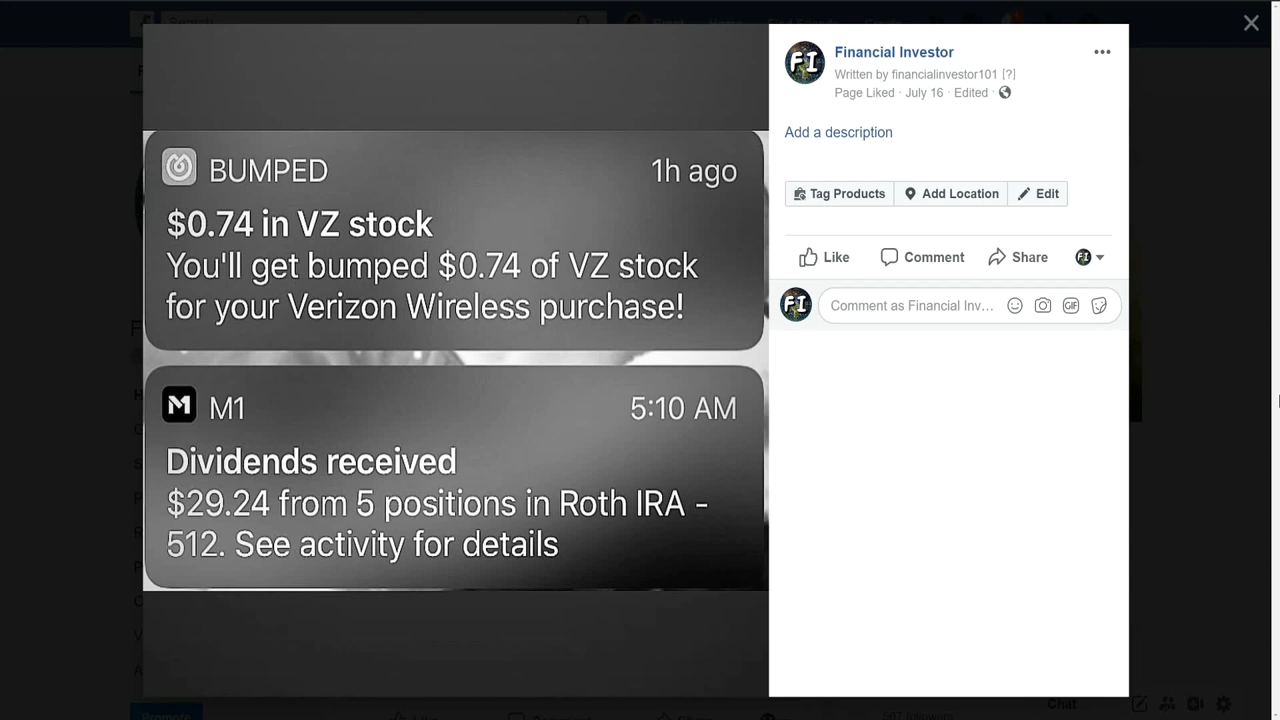 Search
Financial Investor
Written by financialinvestor101 [?]
Page Liked · July 16 · Edited ·
Add a description
Tag Products
Add Location
Edit
Like
Comment
Share
Comment as Financial Inv...
GIF
BUMPED 1h ago
$0.74 in VZ stock
You'll get bumped $0.74 of VZ stock
for your Verizon Wireless purchase!
M1 5:10 AM
Dividends received
$29.24 from 5 positions in Roth IRA -
512. See activity for details
Promote
Chat